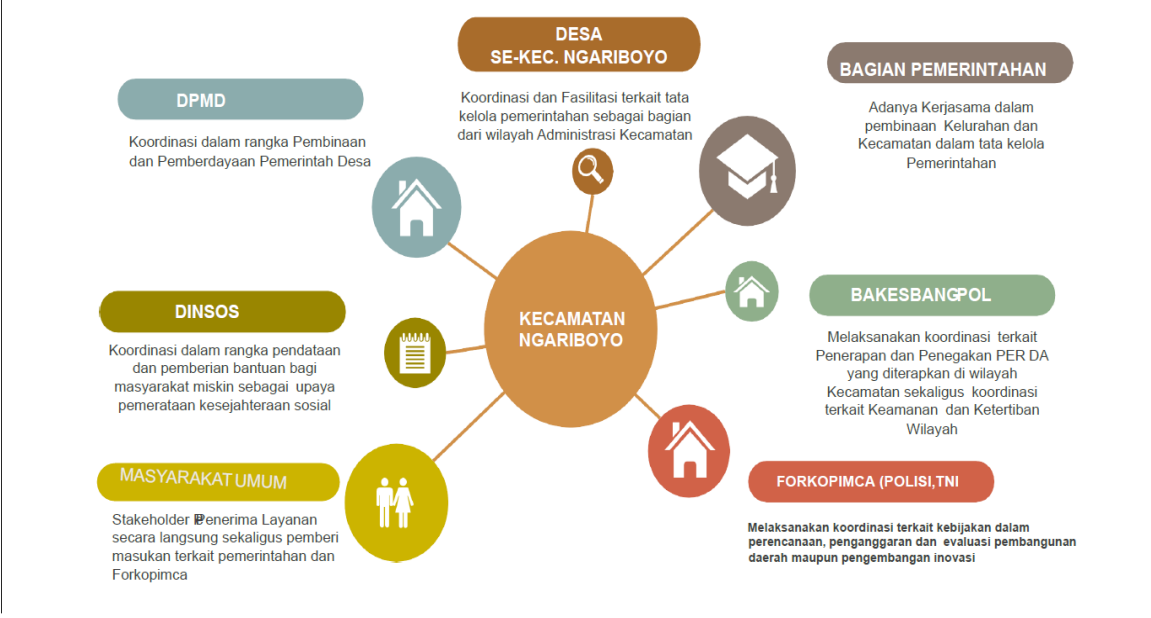 DESA
SE-KEC. NGARIBOYO
Koordinasi dan Fasilitasi terkait tata
kelola pemerintahan sebagai bagian
dari wilayah Administrasi Kecamatan
BAGIAN PEMERINTAHAN
Adanya Kerjasama dalam
pembinaan Kelurahan dan
Kecamatan dalam tata kelola
Pemerintahan
DPMD
Koordinasi dalam rangka Pembinaan
dan Pemberdayaan Pemerintah Desa
KECAMATAN
NGARIBOYO
BAKESBANGPOL
Melaksanakan koordinasi terkait
Penerapan dan Penegakan PER DA
yang diterapkan di wilayah
Kecamatan sekaligus koordinasi
terkait Keamanan dan Ketertiban
Wilayah
DINSOS
Koordinasi dalam rangka pendataan
dan pemberian bantuan bagi
masyarakat miskin sebagai upaya
pemerataan kesejahteraan sosial
MASYARAKAT UMUM
Stakeholder Penerima Layanan
secara langsung sekaligus pemberi
masukan terkait pemerintahan dan
Forkopimca
FORKOPIMCA (POLISI,TNI
Melaksanakan koordinasi terkait kebijakan dalam
perencanaan, penganggaran dan evaluasi pembangunan
daerah maupun pengembangan inovasi